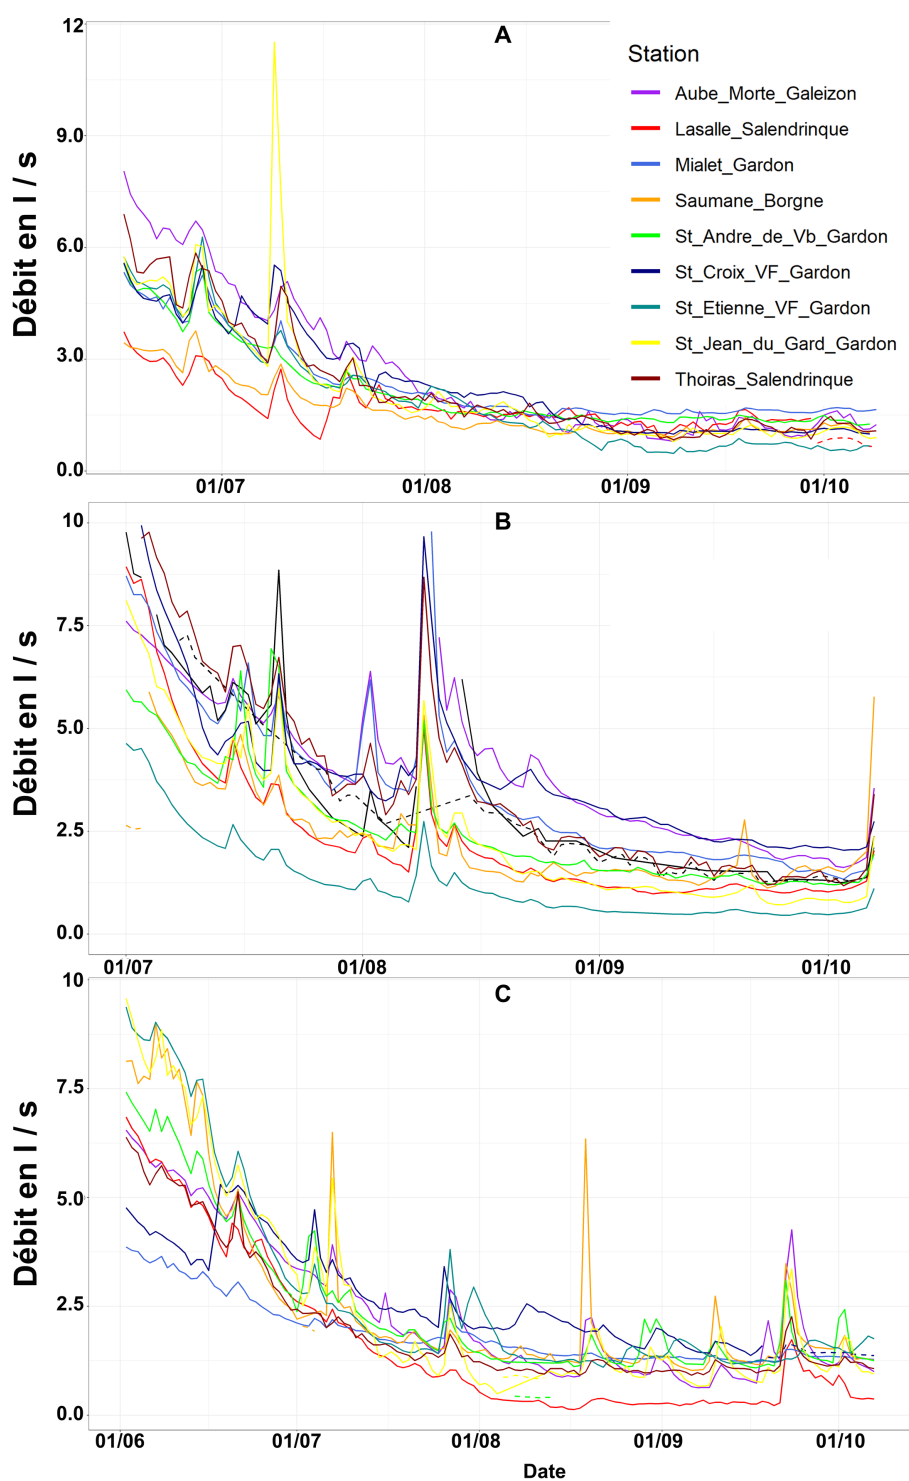 A
Station
Aube_Morte_Galeizon
Lasalle_Salendrinque
Mialet_Gardon
Saumane_Borgne
St_Andre_de_Vb_Gardon
St_Croix_VF_Gardon
St_Etienne_VF_Gardon
St_Jean_du_Gard_Gardon
Thoiras_Salendrinque
Débit en l / s
12
9.0
6.0
3.0
0.0
01/07 01/08 01/09 01/10
B
Débit en l / s
10
7.5
5.0
2.5
0.0
01/07 01/08 01/09 01/10
C
Débit en l / s
10
7.5
5.0
2.5
0.0
01/06 01/07 01/08 01/09 01/10
Date